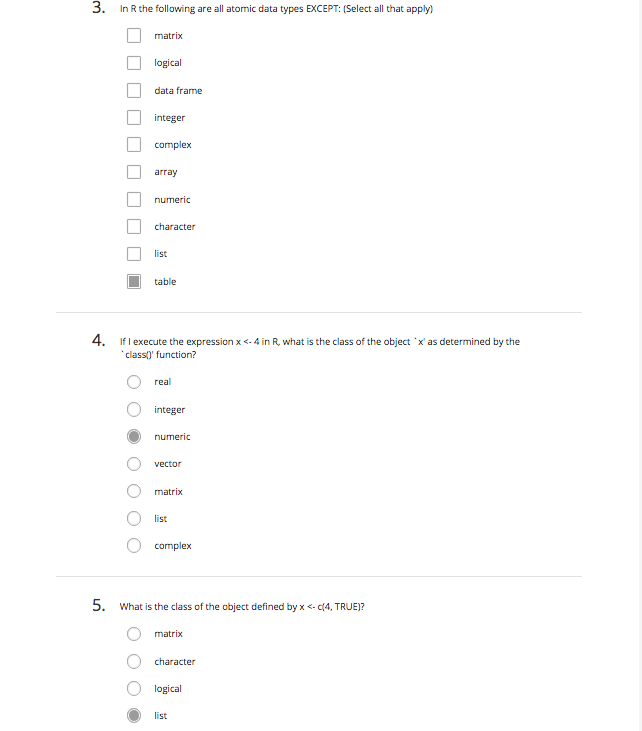 3. In R the following are all atomic data types EXCEPT: (Select all that apply)
matrix
logical
data frame
integer
complex
array
numeric
character
list
table
4. If I execute the expression x <- 4 in R, what is the class of the object `x' as determined by the
`class()' function?
real
integer
numeric
vector
matrix
list
complex
5. What is the class of the object defined by x <- c(4, TRUE)?
matrix
character
logical
list